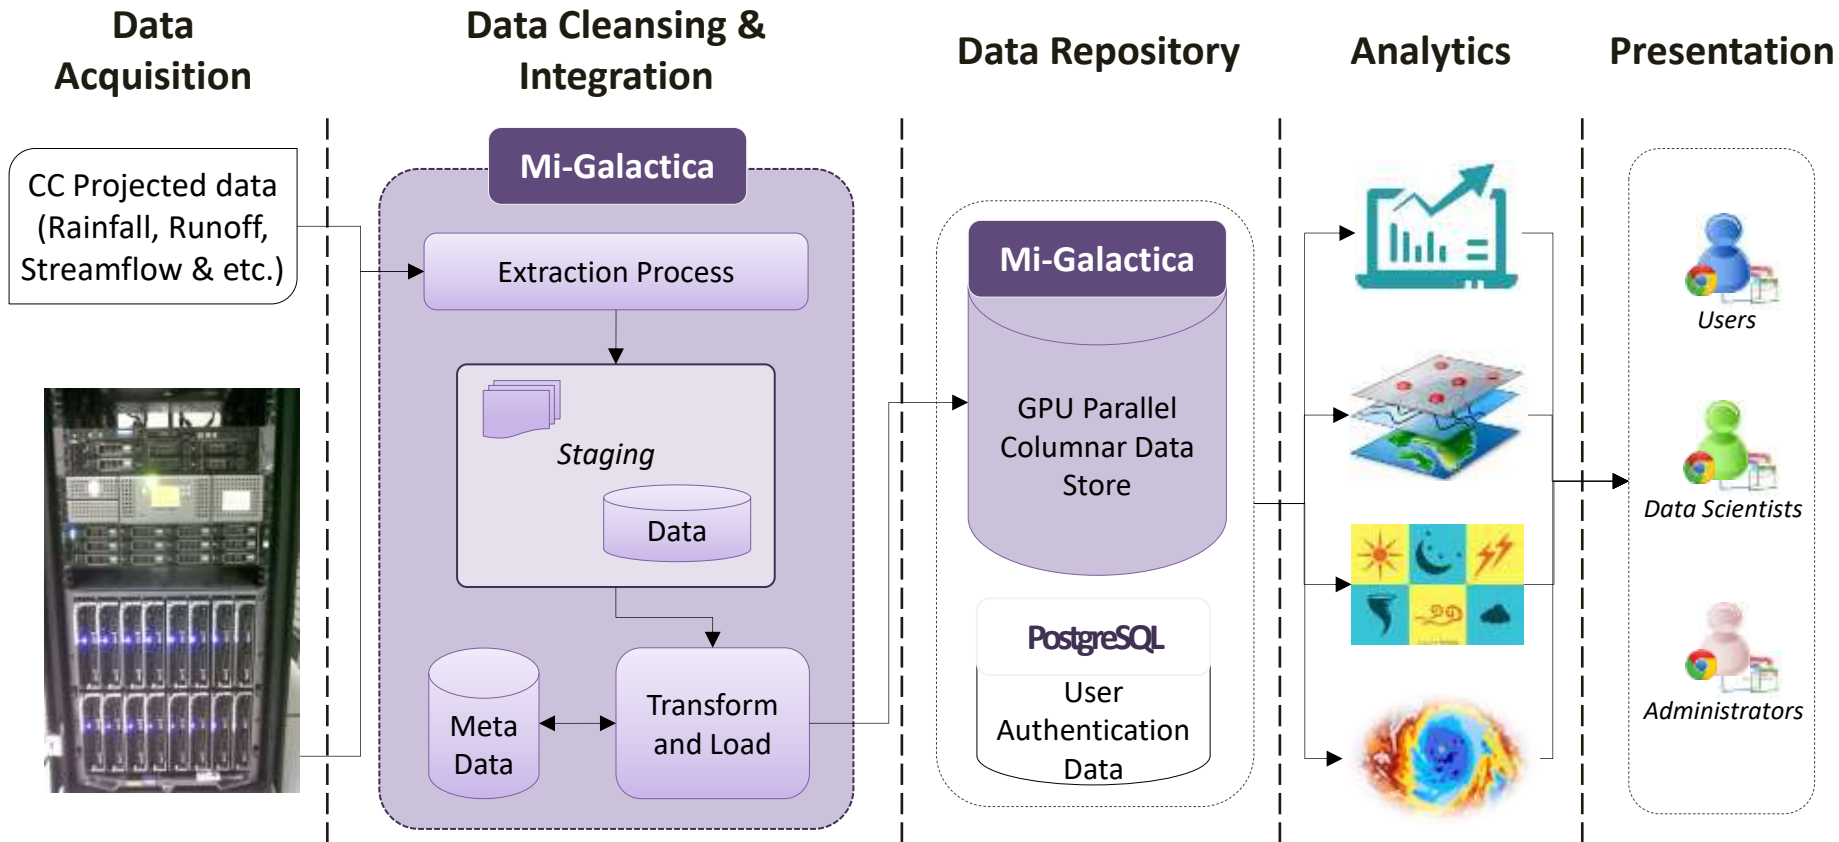 Data
Acquisition
Data Cleansing &
Integration
Data Repository
Analytics
Presentation
CC Projected data
(Rainfall, Runoff,
Streamflow & etc.)
Mi-Galactica
Extraction Process
Staging
Data
Meta
Data
Transform
and Load
Mi-Galactica
GPU Parallel
Columnar Data
Store
PostgreSQL
User
Authentication
Data
Users
Data Scientists
Administrators